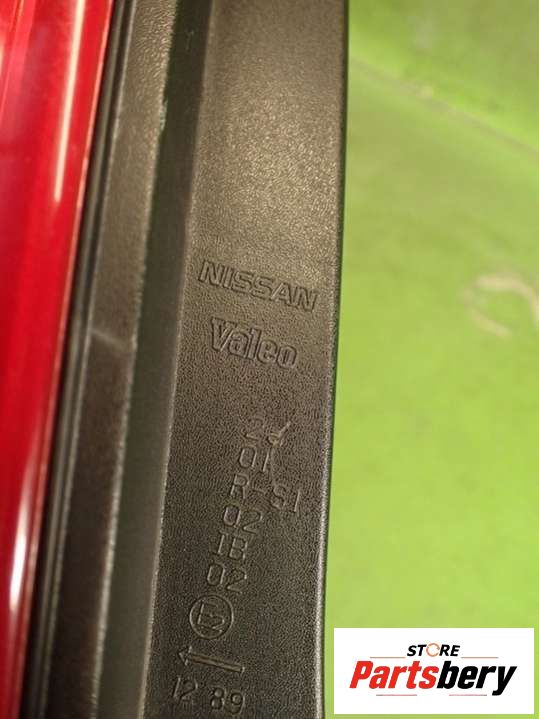 NISSAN
Valeo
01
R-S1
02
IB
02
E2
12 89
STORE
Partsbery